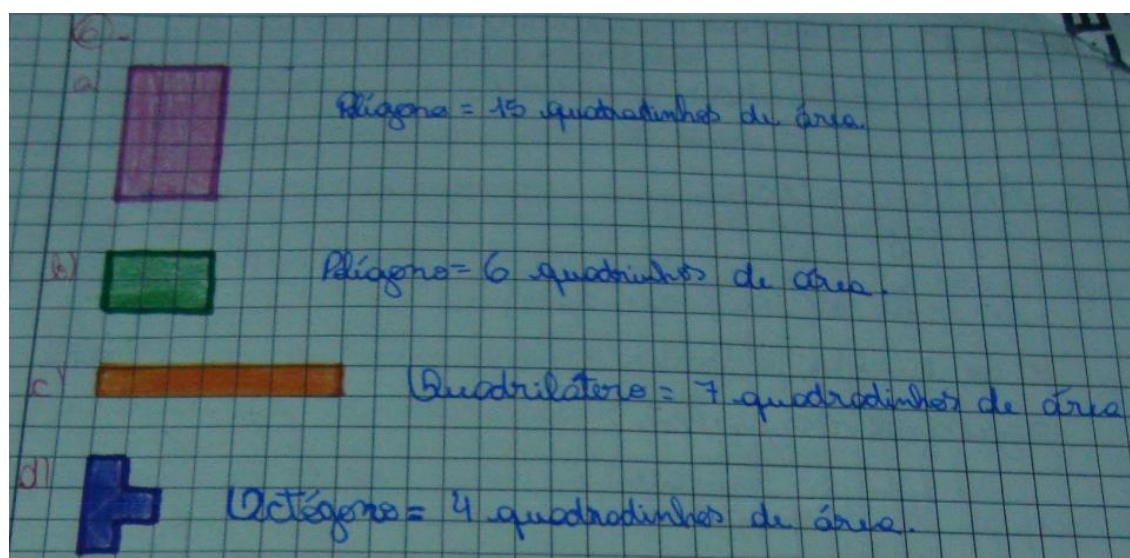 6-
a)
Polígono = 15 quadradinhos de área.
b)
Polígono = 6 quadrinhos de área.
c)
Quadrilátero = 7 quadradinhos de área
d)
Octógono = 4 quadradinhos de área.